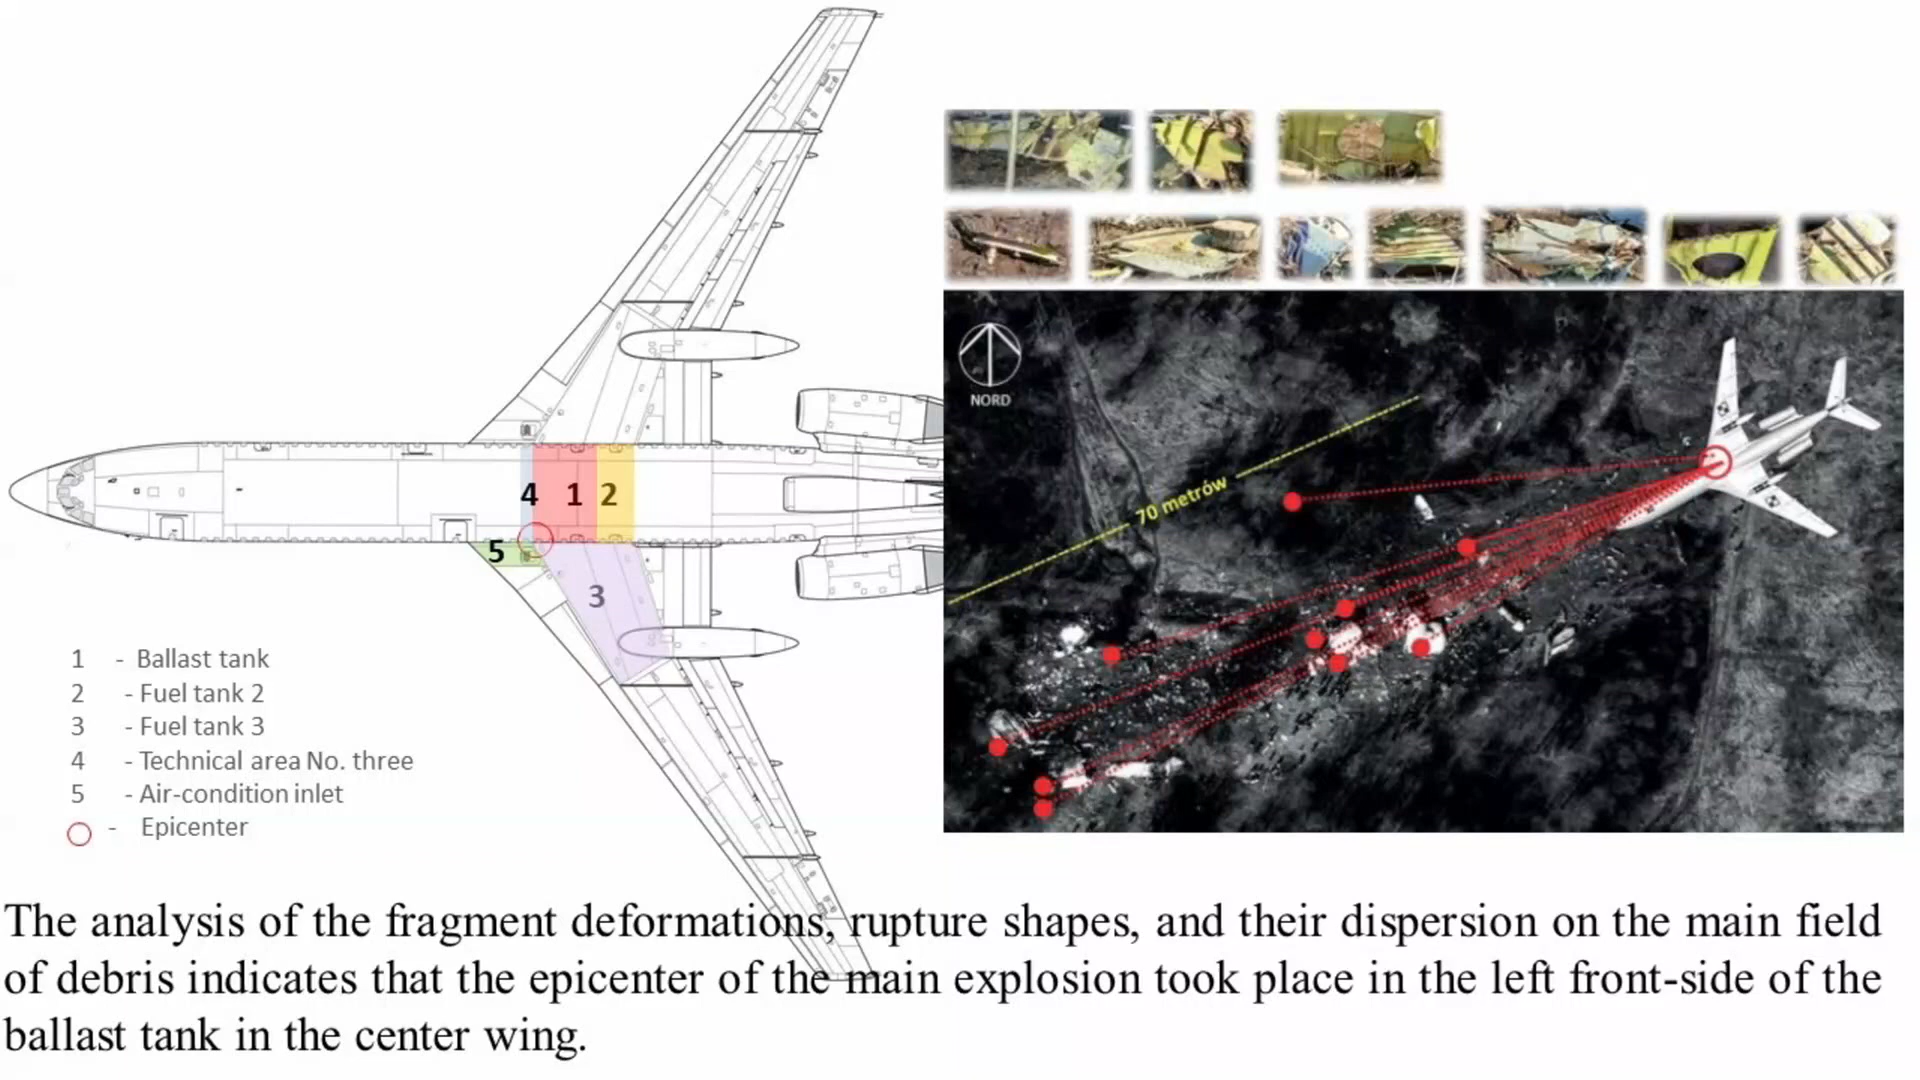 4
1
2
5
3
1 - Ballast tank
2 - Fuel tank 2
3 - Fuel tank 3
4 - Technical area No. three
5 - Air-condition inlet
- Epicenter
NORD
70 metrów
The analysis of the fragment deformations, rupture shapes, and their dispersion on the main field
of debris indicates that the epicenter of the main explosion took place in the left front-side of the
ballast tank in the center wing.